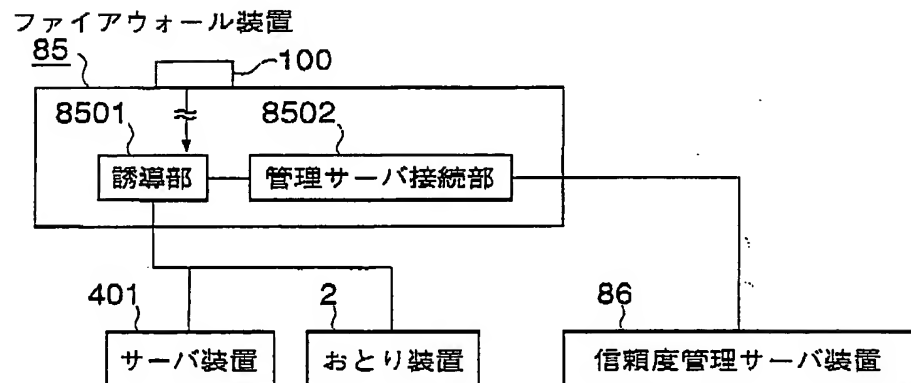 ファイアウォール装置
85
100
8501
8502
誘導部
管理サーバ接続部
401
2
86
サーバ装置
おとり装置
信頼度管理サーバ装置